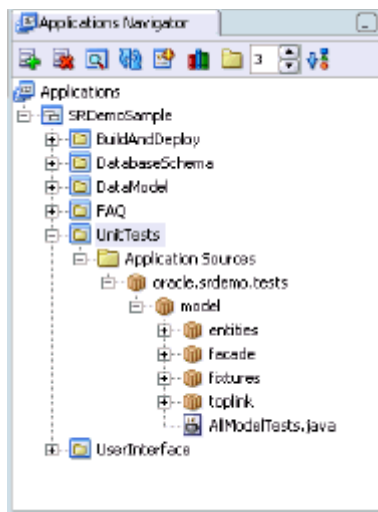 Applications Navigator
3
Applications
SRDemoSample
BuildAndDeploy
DatabaseSchema
DataModel
FAQ
UnitTests
Application Sources
oracle.srdemo.tests
model
entities
facade
fixtures
toplink
AllModelTests.java
UserInterface